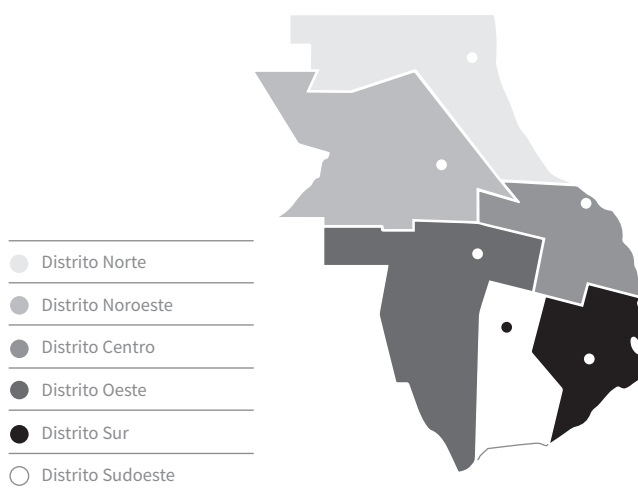 Distrito Norte
Distrito Noroeste
Distrito Centro
Distrito Oeste
Distrito Sur
Distrito Sudoeste